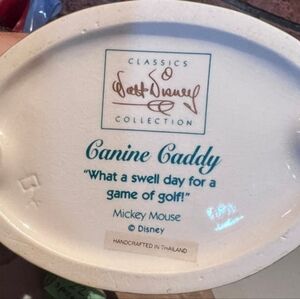 CLASSICS
Walt Disney
COLLECTION
Canine Caddy
"What a swell day for a
game of golf!"
Mickey Mouse
© Disney
HANDCRAFTED IN THAILAND